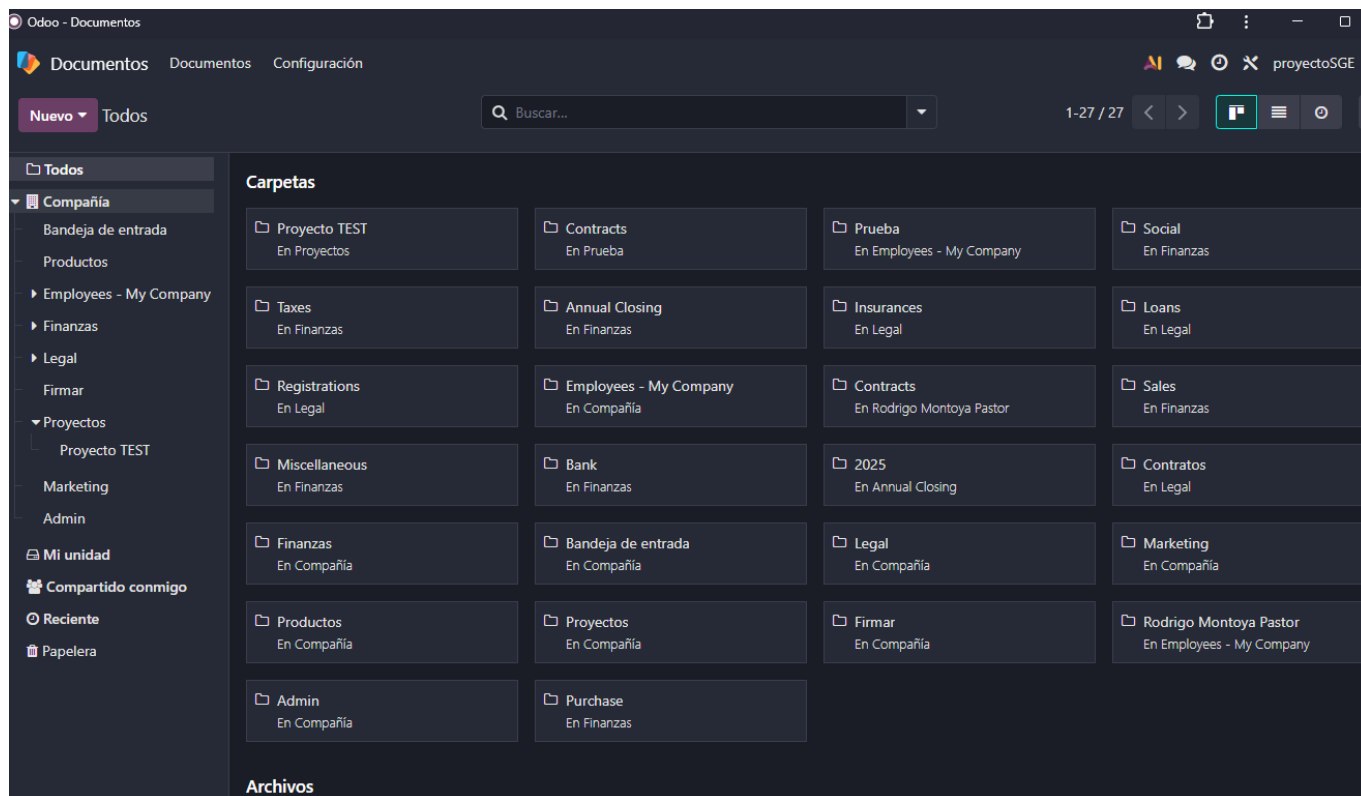 Odoo - Documentos
Documentos Documentos Configuración AI proyectoSGE
Nuevo Todos Buscar... 1-27 / 27
Todos
Compañía
Bandeja de entrada
Productos
Employees - My Company
Finanzas
Legal
Firmar
Proyectos
Proyecto TEST
Marketing
Admin
Mi unidad
Compartido conmigo
Reciente
Papelera
Carpetas
Proyecto TEST
En Proyectos
Contracts
En Prueba
Prueba
En Employees - My Company
Social
En Finanzas
Taxes
En Finanzas
Annual Closing
En Finanzas
Insurances
En Legal
Loans
En Legal
Registrations
En Legal
Employees - My Company
En Compañía
Contracts
En Rodrigo Montoya Pastor
Sales
En Finanzas
Miscellaneous
En Finanzas
Bank
En Finanzas
2025
En Annual Closing
Contratos
En Legal
Finanzas
En Compañía
Bandeja de entrada
En Compañía
Legal
En Compañía
Marketing
En Compañía
Productos
En Compañía
Proyectos
En Compañía
Firmar
En Compañía
Rodrigo Montoya Pastor
En Employees - My Company
Admin
En Compañía
Purchase
En Finanzas
Archivos